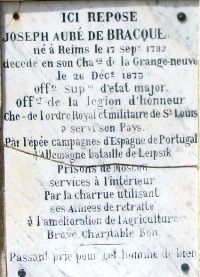 ICI REPOSE
JOSEPH AUBÉ DE BRACQUE
né à Reims le 17 sept 1782
décédé en son Chau de la Grange-neuve
le 26 Déce 1873
offer supr d'état major
offer de la légion d'honneur
Che- de l'ordre Royal et militaire de St Louis
a servi son Pays.
Par l'épée campagnes d'Espagne de Portugal
d'Allemagne bataille de Leipsik
Prisons de Moscou
services à l'intérieur
Par la charrue utilisant
ses Années de retraite
à l'amélioration de l'Agriculture
Brave Charitable Bon
Passant prie pour cet homme de bien